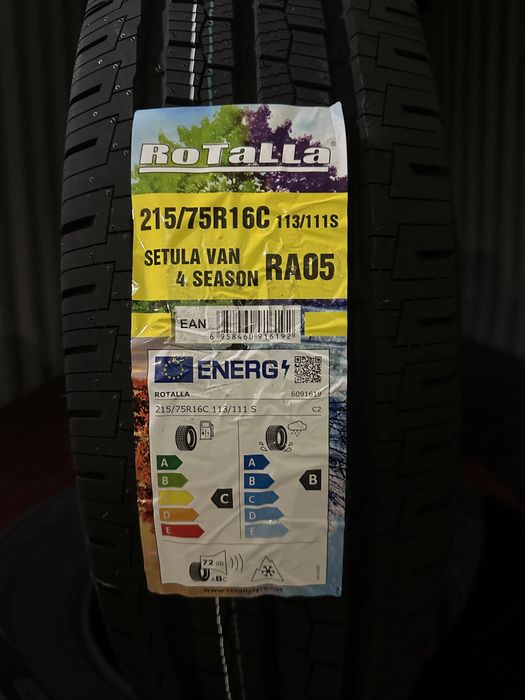 RoTaLLa
215/75R16C 113/111S
SETULA VAN
4 SEASON RA05
EAN
6 958460 916192
ENERG
ROTALLA 6091619
215/75R16C 113/111 S C2
A A
B B B
C C C
D D
E E
72 dB
ABC
www.rotallatyre.net